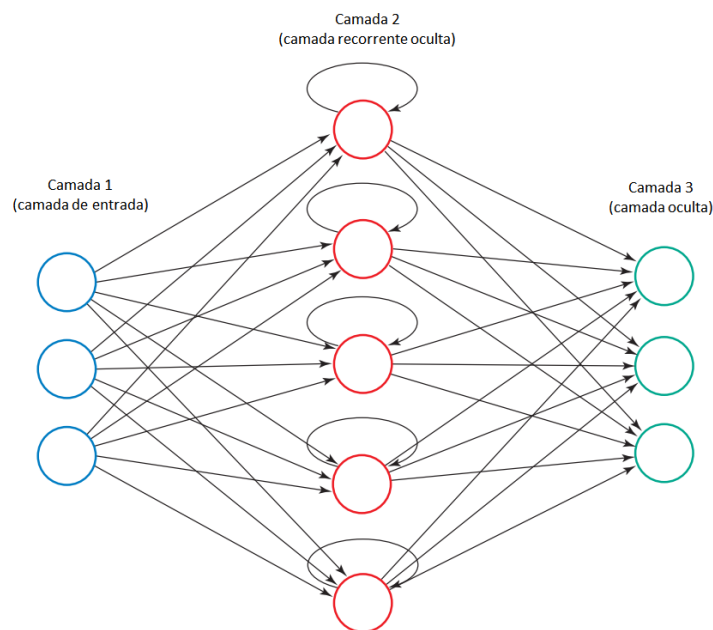 Camada 2
(camada recorrente oculta)
Camada 1
(camada de entrada)
Camada 3
(camada oculta)